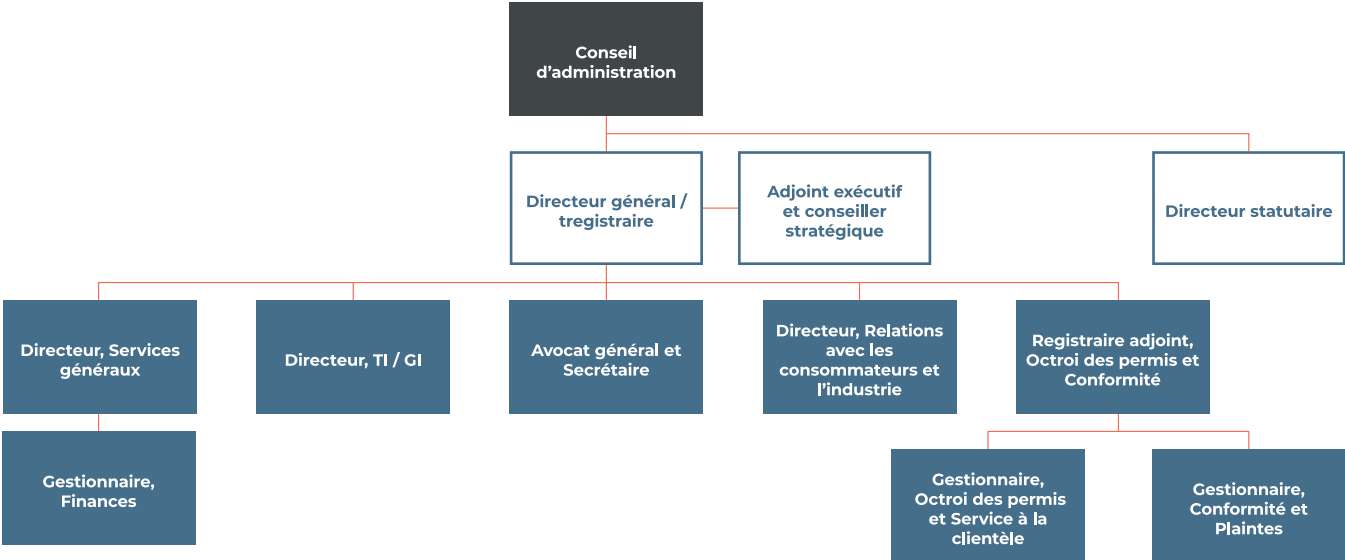 Conseil
d'administration
Directeur général /
tregistraire
Adjoint exécutif
et conseiller
stratégique
Directeur statutaire
Directeur, Services
généraux
Directeur, TI / GI
Avocat général et
Secrétaire
Directeur, Relations
avec les
consommateurs et
l'industrie
Registraire adjoint,
Octroi des permis et
Conformité
Gestionnaire,
Finances
Gestionnaire,
Octroi des permis
et Service à la
clientèle
Gestionnaire,
Conformité et
Plaintes